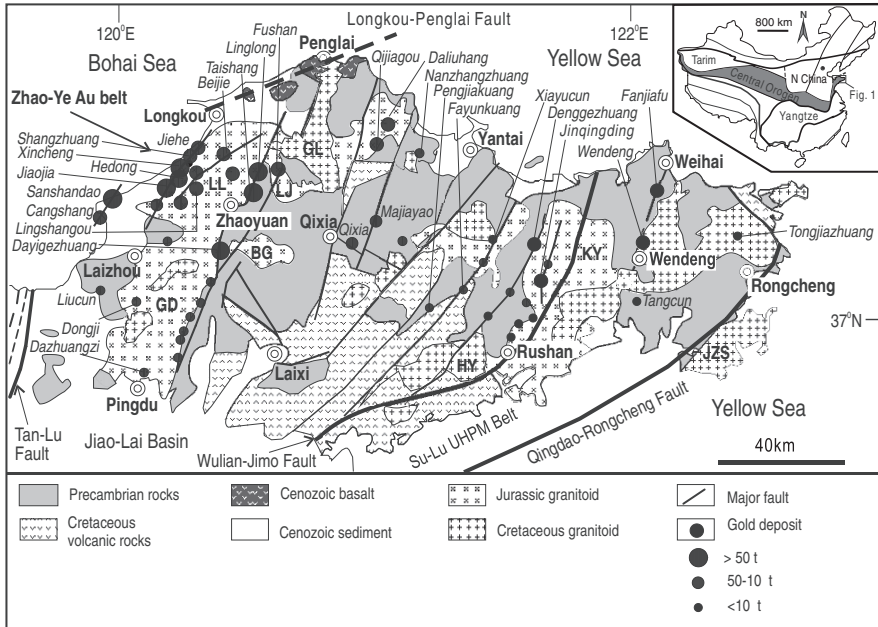 120°E
122°E
800 km
N
Tarim
Central Orogen
N China
Yangtze
Fig. 1
Longkou-Penglai Fault
Bohai Sea
Yellow Sea
Fushan
Linglong
Taishang
Beijie
Penglai
Qijiagou
Daliuhang
Nanzhangzhuang
Pengjiakuang
Fayunkuang
Xiayucun
Denggezhuang
Jinqingding
Wendeng
Fanjiafu
Zhao-Ye Au belt
Longkou
Yantai
Weihai
Shangzhuang
Jiehe
Xincheng
Hedong
Jiaojia
Sanshandao
Cangshang
Lingshangou
Dayigezhuang
GL
LL
LJ
Zhaoyuan
Qixia
Qixia
Majiayao
KY
Wendeng
Tongjiazhuang
BG
Laizhou
Rongcheng
Liucun
GD
Tangcun
37°N
Dongji
Dazhuangzi
Laixi
Rushan
HY
JZS
Pingdu
Tan-Lu
Fault
Jiao-Lai Basin
Wulian-Jimo Fault
Su-Lu UHPM Belt
Qingdao-Rongcheng Fault
Yellow Sea
40km
Precambrian rocks
Cenozoic basalt
Jurassic granitoid
Major fault
Cretaceous
volcanic rocks
Cenozoic sediment
Cretaceous granitoid
Gold deposit
> 50 t
50-10 t
<10 t